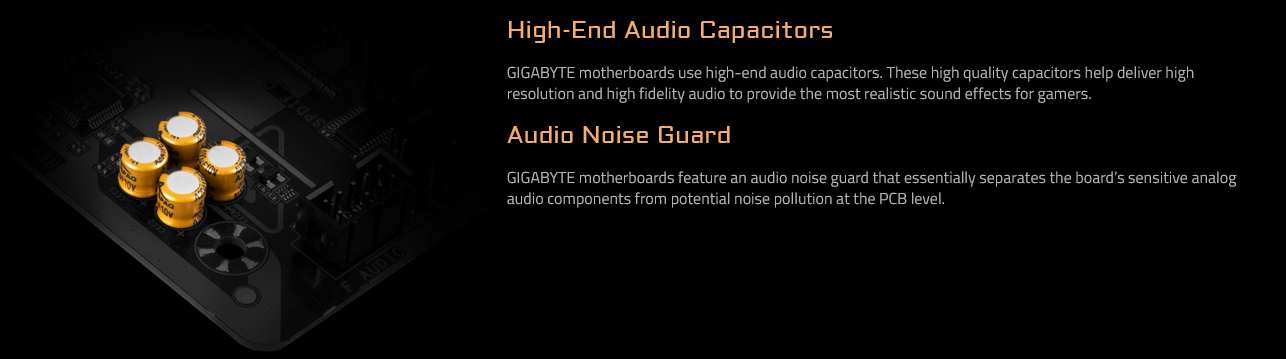 High-End Audio Capacitors
GIGABYTE motherboards use high-end audio capacitors. These high quality capacitors help deliver high
resolution and high fidelity audio to provide the most realistic sound effects for gamers.
Audio Noise Guard
GIGABYTE motherboards feature an audio noise guard that essentially separates the board's sensitive analog
audio components from potential noise pollution at the PCB level.
F_AUDIO